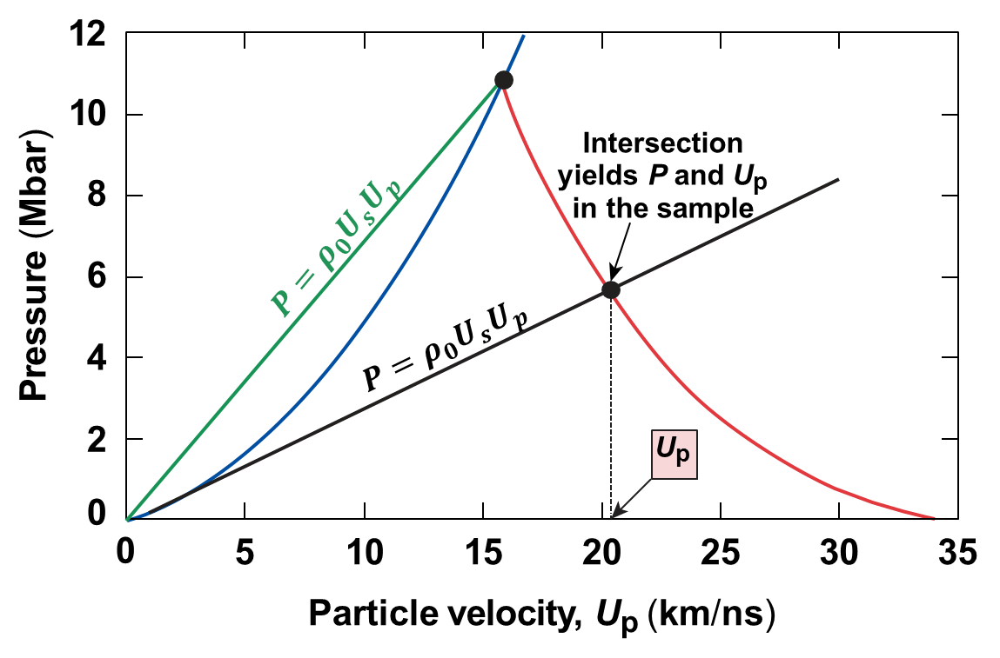 12
10
8
6
4
2
0
Pressure (Mbar)
P = ρ₀UₛUₚ
P = ρ₀UₛUₚ
Intersection
yields P and Uₚ
in the sample
Uₚ
0 5 10 15 20 25 30 35
Particle velocity, Uₚ (km/ns)